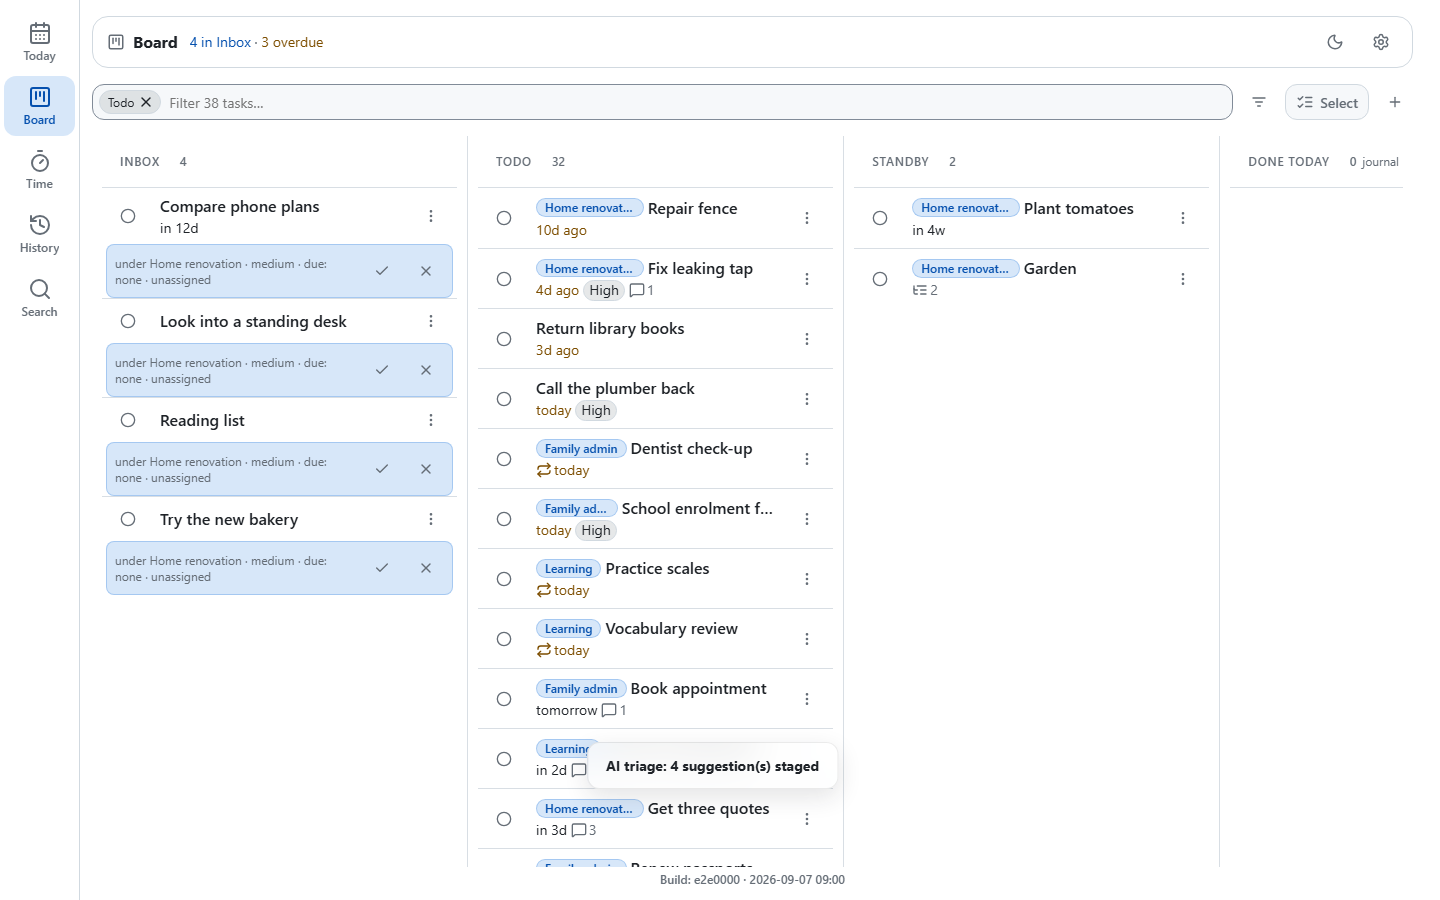 Today
Board
Time
History
Search
Board 4 in Inbox · 3 overdue
Todo Filter 38 tasks... Select
INBOX 4
Compare phone plans
in 12d
under Home renovation · medium · due:
none · unassigned
Look into a standing desk
under Home renovation · medium · due:
none · unassigned
Reading list
under Home renovation · medium · due:
none · unassigned
Try the new bakery
under Home renovation · medium · due:
none · unassigned
TODO 32
Home renovat... Repair fence
10d ago
Home renovat... Fix leaking tap
4d ago High 1
Return library books
3d ago
Call the plumber back
today High
Family admin Dentist check-up
today
Family ad... School enrolment f...
today High
Learning Practice scales
today
Learning Vocabulary review
today
Family admin Book appointment
tomorrow 1
Learning
in 2d
AI triage: 4 suggestion(s) staged
Home renovat... Get three quotes
in 3d 3
STANDBY 2
Home renovat... Plant tomatoes
in 4w
Home renovat... Garden
2
DONE TODAY 0 journal
Build: e2e0000 · 2026-09-07 09:00